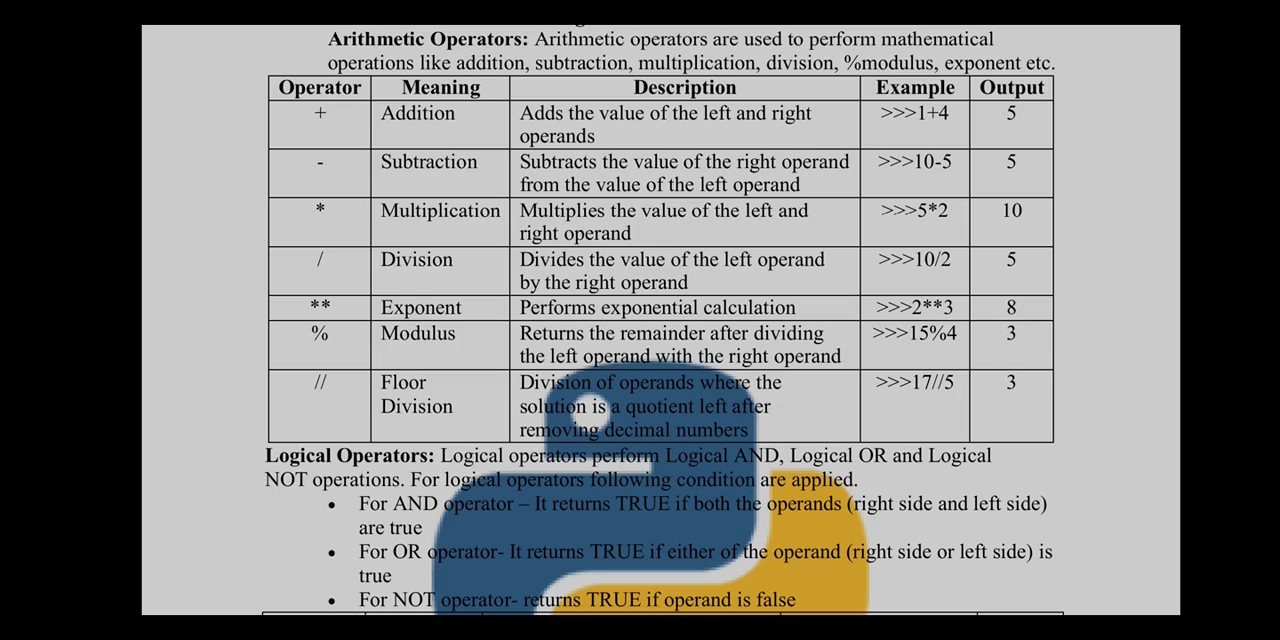 Arithmetic Operators: Arithmetic operators are used to perform mathematical
operations like addition, subtraction, multiplication, division, %modulus, exponent etc.
Operator Meaning Description Example Output
+ Addition Adds the value of the left and right >>>1+4 5
operands
- Subtraction Subtracts the value of the right operand >>>10-5 5
from the value of the left operand
* Multiplication Multiplies the value of the left and >>>5*2 10
right operand
/ Division Divides the value of the left operand >>>10/2 5
by the right operand
** Exponent Performs exponential calculation >>>2**3 8
% Modulus Returns the remainder after dividing >>>15%4 3
the left operand with the right operand
// Floor Division of operands where the >>>17//5 3
Division solution is a quotient left after
removing decimal numbers
Logical Operators: Logical operators perform Logical AND, Logical OR and Logical
NOT operations. For logical operators following condition are applied.
• For AND operator – It returns TRUE if both the operands (right side and left side)
are true
• For OR operator- It returns TRUE if either of the operand (right side or left side) is
true
• For NOT operator- returns TRUE if operand is false